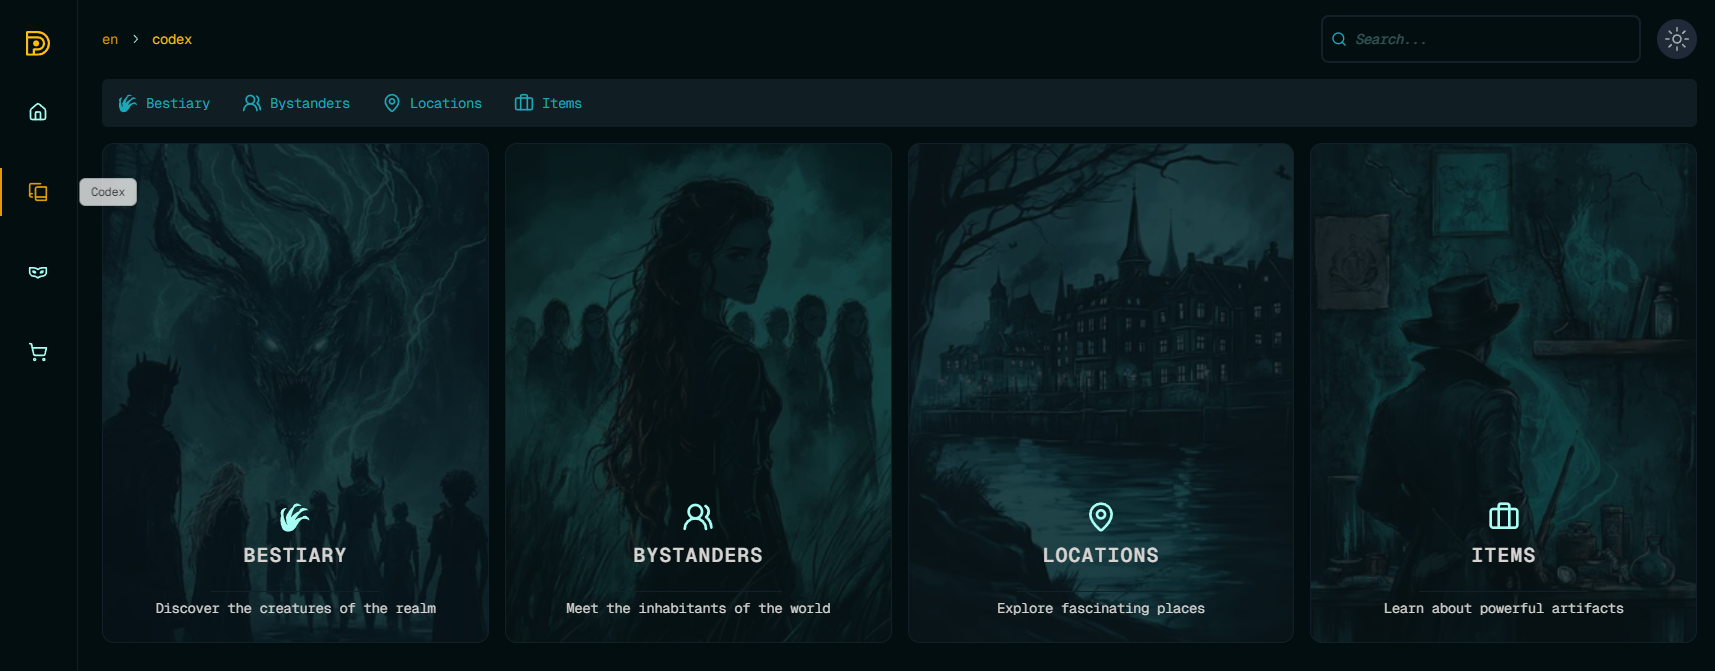 en > codex
Search...
Bestiary Bystanders Locations Items
Codex
BESTIARY
Discover the creatures of the realm
BYSTANDERS
Meet the inhabitants of the world
LOCATIONS
Explore fascinating places
ITEMS
Learn about powerful artifacts